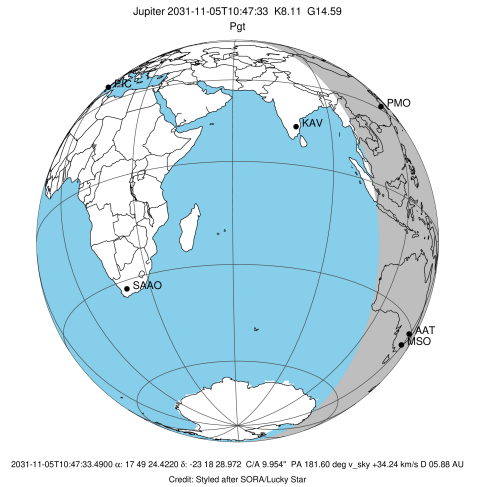 Jupiter 2031-11-05T10:47:33  K8.11  G14.59
Pgt
PIC
PMO
KAV
SAAO
AAT
MSO
2031-11-05T10:47:33.4900 α: 17 49 24.4220 δ: -23 18 28.972  C/A 9.954"  PA 181.60 deg v_sky +34.24 km/s D 05.88 AU
Credit: Styled after SORA/Lucky Star